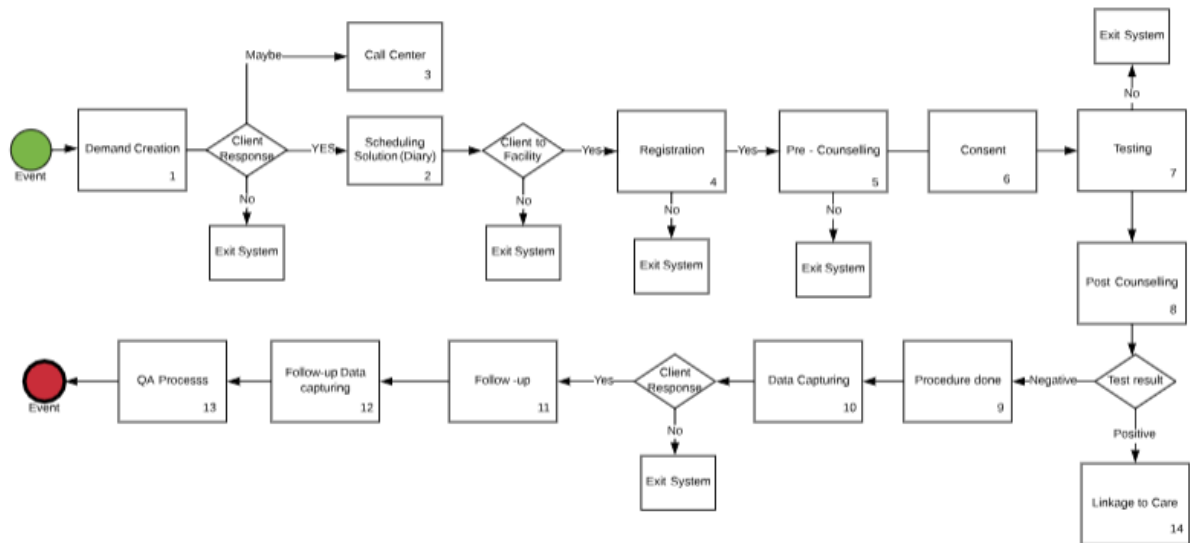 Exit System
Maybe
Call Center
3
No
Demand Creation
1
Client
Response
YES
Scheduling
Solution (Diary)
2
Client to
Facility
Yes
Registration
4
Yes
Pre - Counselling
5
Consent
6
Testing
7
Event
No
Exit System
No
Exit System
No
Exit System
No
Exit System
Post Counselling
8
Event
QA Processs
13
Follow-up Data
capturing
12
Follow -up
11
Yes
Client
Response
Data Capturing
10
Procedure done
9
Negative
Test result
No
Exit System
Positive
Linkage to Care
14